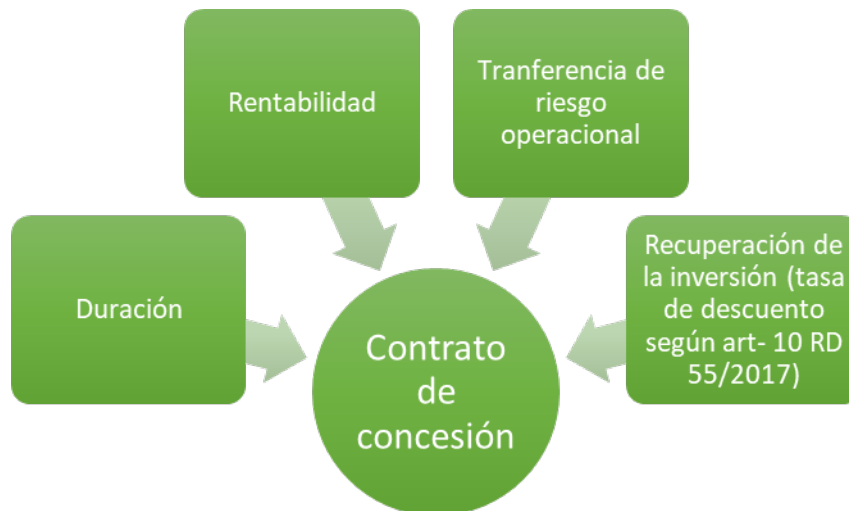 Rentabilidad
Tranferencia de
riesgo
operacional
Duración
Recuperación de
la inversión (tasa
de descuento
según art- 10 RD
55/2017)
Contrato
de
concesión